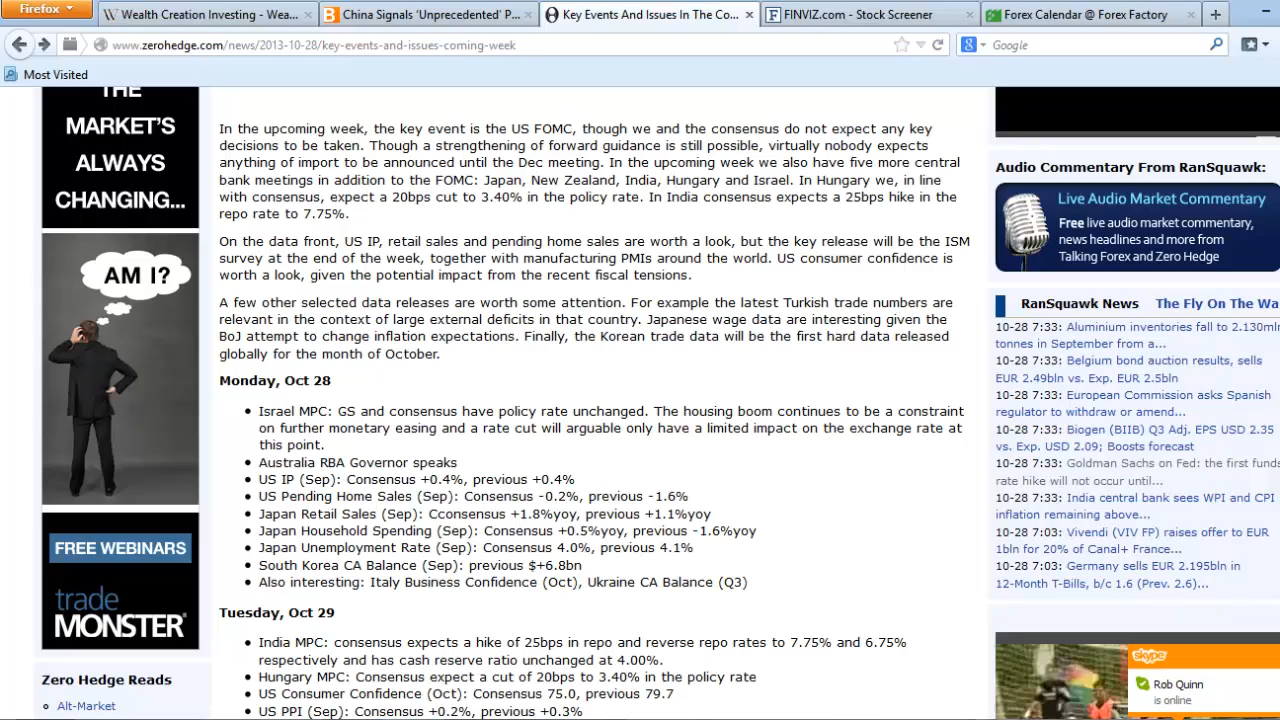 Firefox
Wealth Creation Investing - Wea...
China Signals ‘Unprecedented’ P...
Key Events And Issues In The Co...
FINVIZ.com - Stock Screener
Forex Calendar @ Forex Factory
www.zerohedge.com/news/2013-10-28/key-events-and-issues-coming-week
Google
Most Visited
THE
MARKET'S
ALWAYS
CHANGING...
AM I?
FREE WEBINARS
trade
MONSTER
Zero Hedge Reads
Alt-Market
In the upcoming week, the key event is the US FOMC, though we and the consensus do not expect any key
decisions to be taken. Though a strengthening of forward guidance is still possible, virtually nobody expects
anything of import to be announced until the Dec meeting. In the upcoming week we also have five more central
bank meetings in addition to the FOMC: Japan, New Zealand, India, Hungary and Israel. In Hungary we, in line
with consensus, expect a 20bps cut to 3.40% in the policy rate. In India consensus expects a 25bps hike in the
repo rate to 7.75%.
On the data front, US IP, retail sales and pending home sales are worth a look, but the key release will be the ISM
survey at the end of the week, together with manufacturing PMIs around the world. US consumer confidence is
worth a look, given the potential impact from the recent fiscal tensions.
A few other selected data releases are worth some attention. For example the latest Turkish trade numbers are
relevant in the context of large external deficits in that country. Japanese wage data are interesting given the
BoJ attempt to change inflation expectations. Finally, the Korean trade data will be the first hard data released
globally for the month of October.
Monday, Oct 28
• Israel MPC: GS and consensus have policy rate unchanged. The housing boom continues to be a constraint
on further monetary easing and a rate cut will arguable only have a limited impact on the exchange rate at
this point.
• Australia RBA Governor speaks
• US IP (Sep): Consensus +0.4%, previous +0.4%
• US Pending Home Sales (Sep): Consensus -0.2%, previous -1.6%
• Japan Retail Sales (Sep): Cconsensus +1.8%yoy, previous +1.1%yoy
• Japan Household Spending (Sep): Consensus +0.5%yoy, previous -1.6%yoy
• Japan Unemployment Rate (Sep): Consensus 4.0%, previous 4.1%
• South Korea CA Balance (Sep): previous $+6.8bn
• Also interesting: Italy Business Confidence (Oct), Ukraine CA Balance (Q3)
Tuesday, Oct 29
• India MPC: consensus expects a hike of 25bps in repo and reverse repo rates to 7.75% and 6.75%
respectively and has cash reserve ratio unchanged at 4.00%.
• Hungary MPC: Consensus expect a cut of 20bps to 3.40% in the policy rate
• US Consumer Confidence (Oct): Consensus 75.0, previous 79.7
• US PPI (Sep): Consensus +0.2%, previous +0.3%
Audio Commentary From RanSquawk:
Live Audio Market Commentary
Free live audio market commentary,
news headlines and more from
Talking Forex and Zero Hedge
RanSquawk News The Fly On The Wa
10-28 7:33: Aluminium inventories fall to 2.130mln
tonnes in September from a...
10-28 7:33: Belgium bond auction results, sells
EUR 2.49bln vs. Exp. EUR 2.5bln
10-28 7:33: European Commission asks Spanish
regulator to withdraw or amend...
10-28 7:33: Biogen (BIIB) Q3 Adj. EPS USD 2.35
vs. Exp. USD 2.09; Boosts forecast
10-28 7:33: Goldman Sachs on Fed: the first funds
rate hike will not occur until...
10-28 7:33: India central bank sees WPI and CPI
inflation remaining above...
10-28 7:33: Vivendi (VIV FP) raises offer to EUR
1bln for 20% of Canal+ France...
10-28 7:33: Germany sells EUR 2.195bln in
12-Month T-Bills, b/c 1.6 (Prev. 2.6)...
skype
Rob Quinn
is online